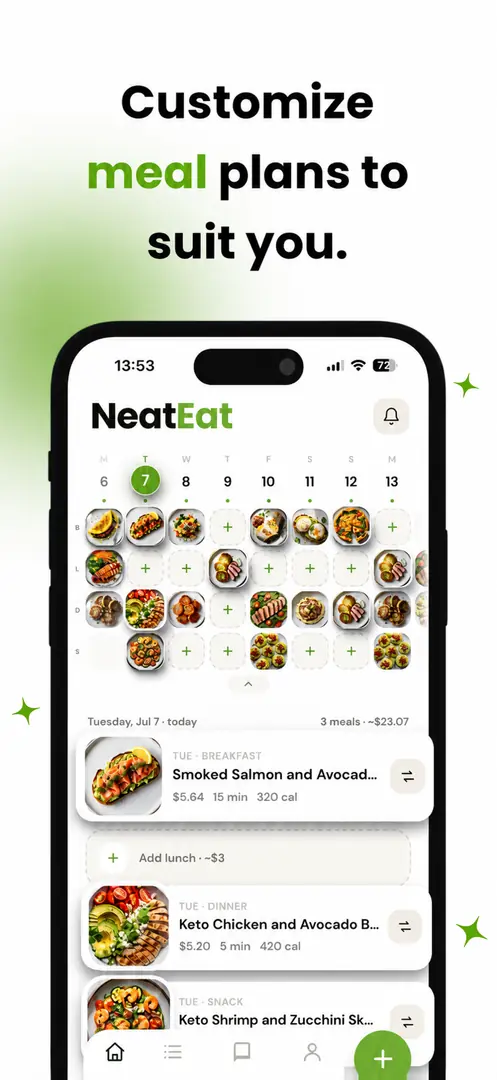 Customize
meal plans to
suit you.
13:53
72
NeatEat
M T W T F S S M
6 7 8 9 10 11 12 13
B
L
D
S
Tuesday, Jul 7 · today 3 meals · ~$23.07
TUE · BREAKFAST
Smoked Salmon and Avocad...
$5.64 15 min 320 cal
Add lunch · ~$3
TUE · DINNER
Keto Chicken and Avocado B...
$5.20 5 min 420 cal
TUE · SNACK
Keto Shrimp and Zucchini Sk...